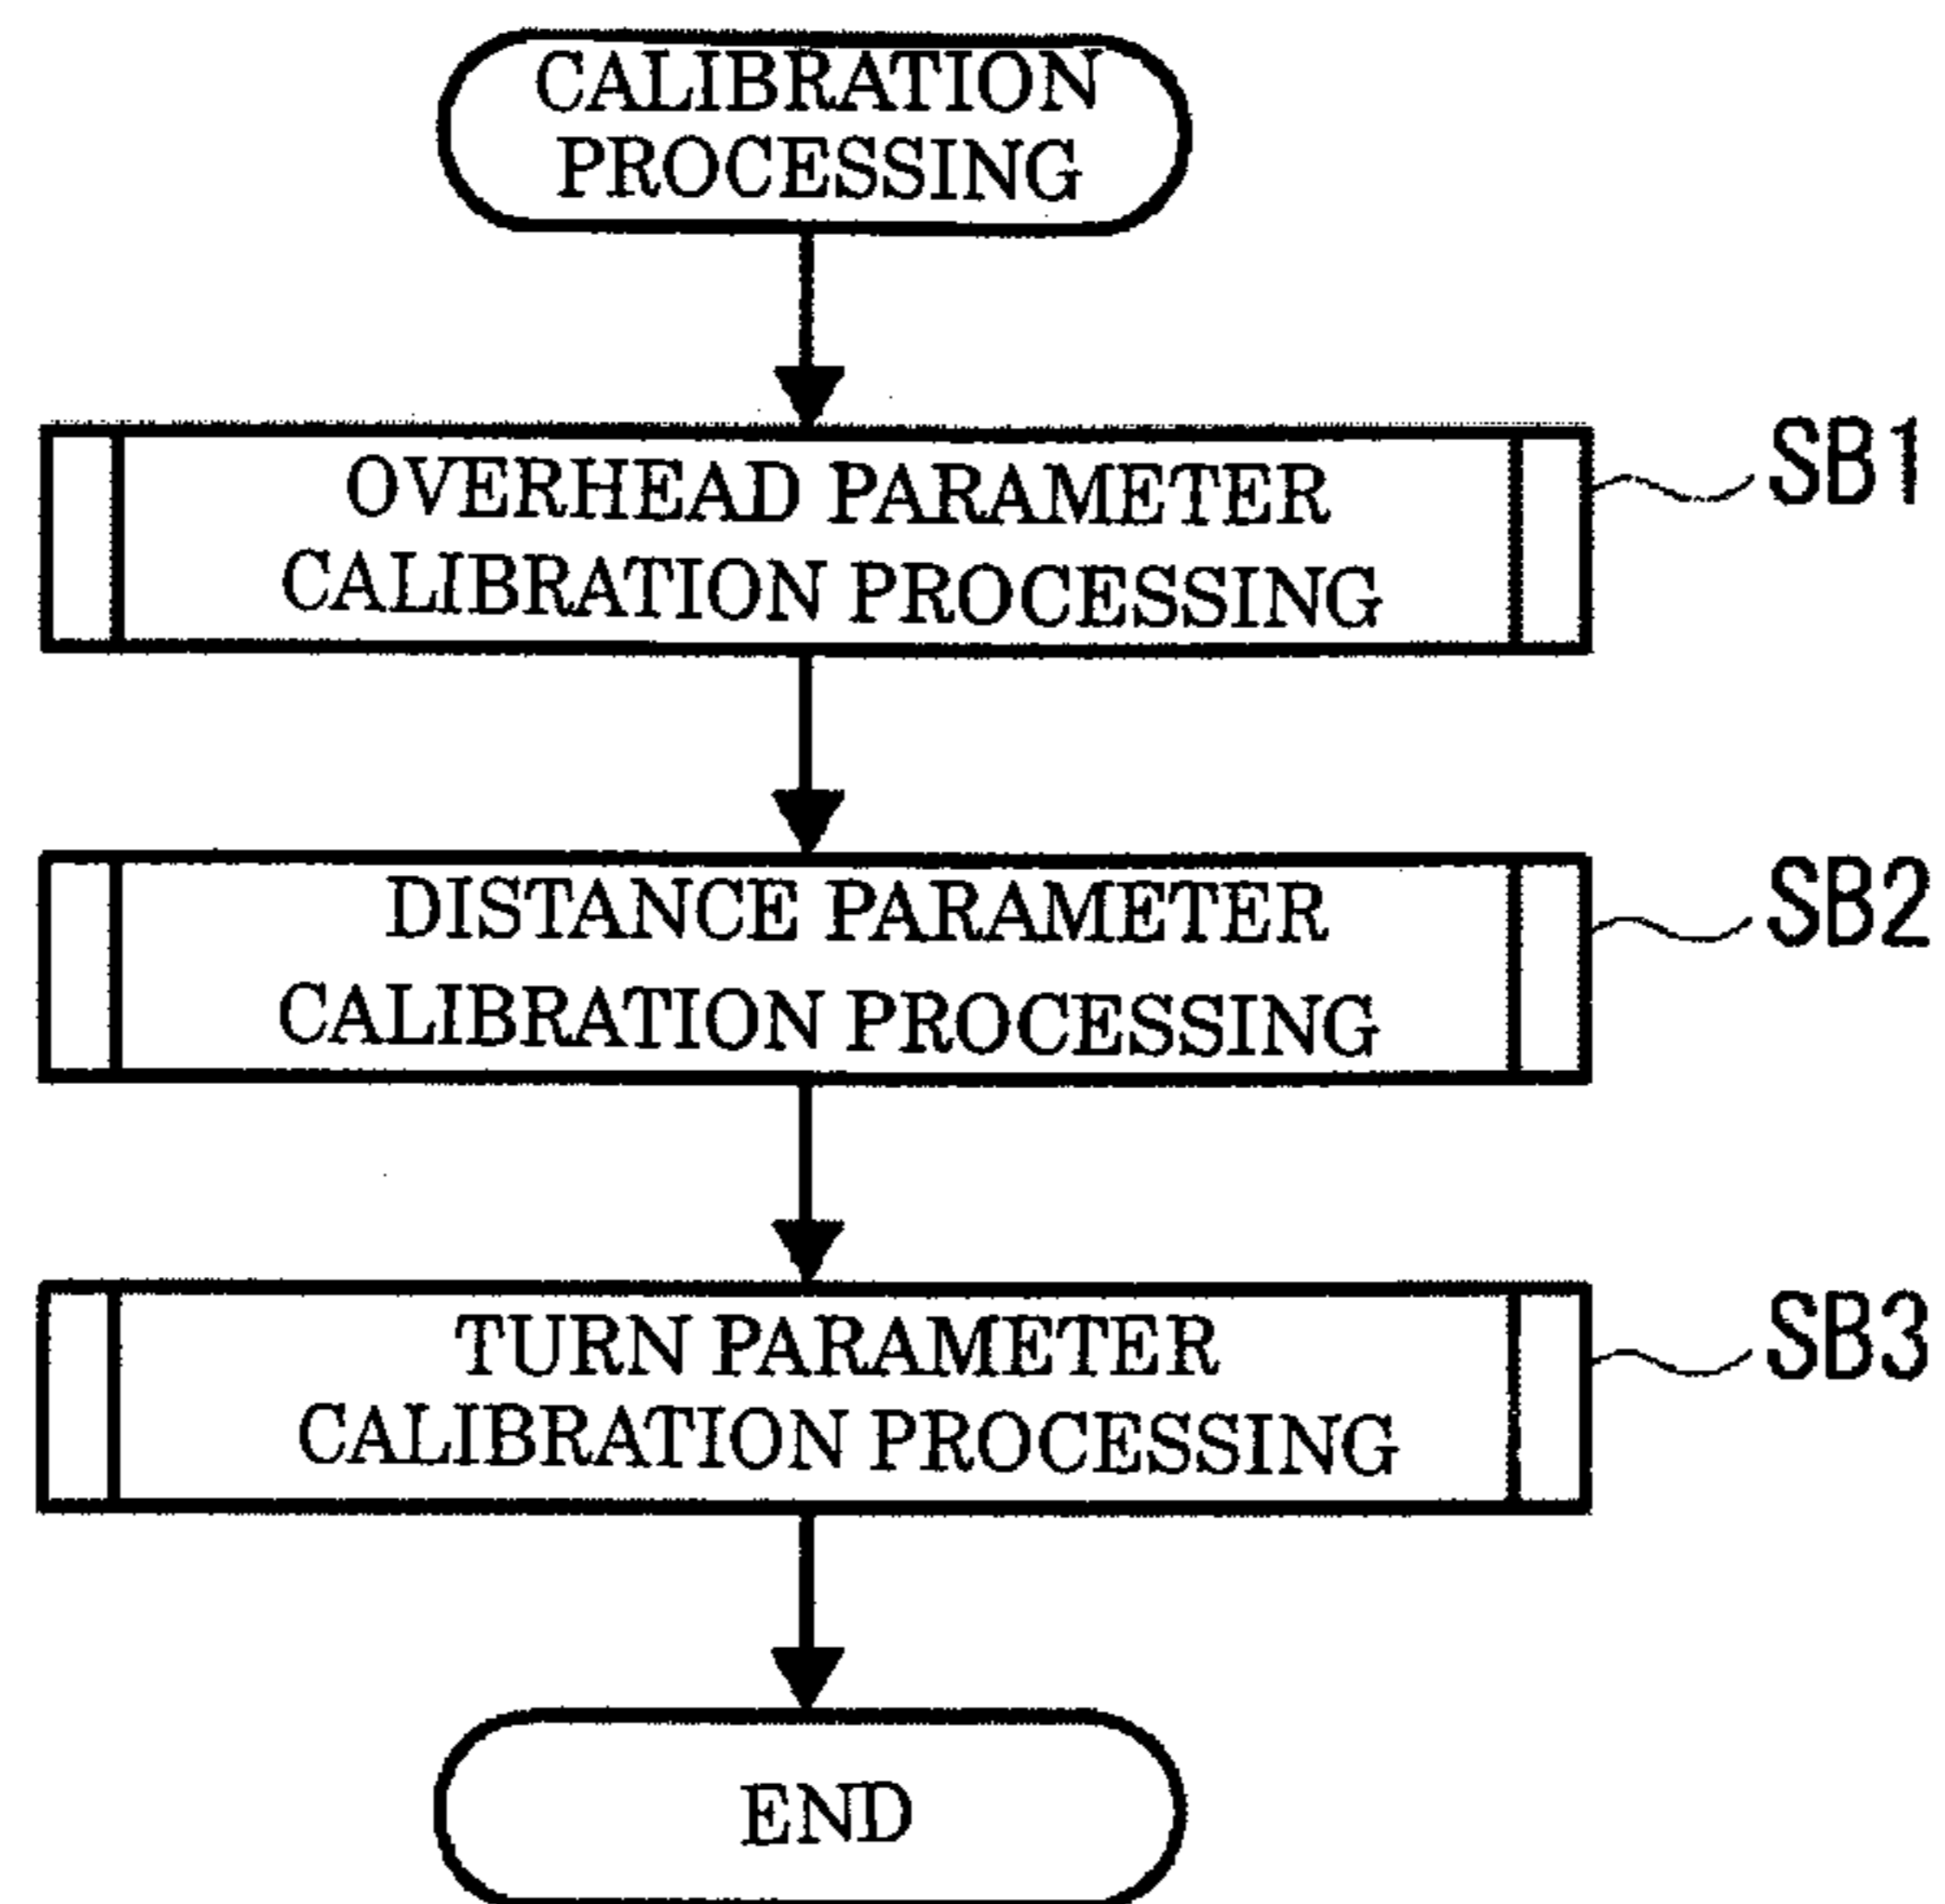 CALIBRATION
PROCESSING
OVERHEAD PARAMETER
CALIBRATION PROCESSING
SB1
DISTANCE PARAMETER
CALIBRATION PROCESSING
SB2
TURN PARAMETER
CALIBRATION PROCESSING
SB3
END